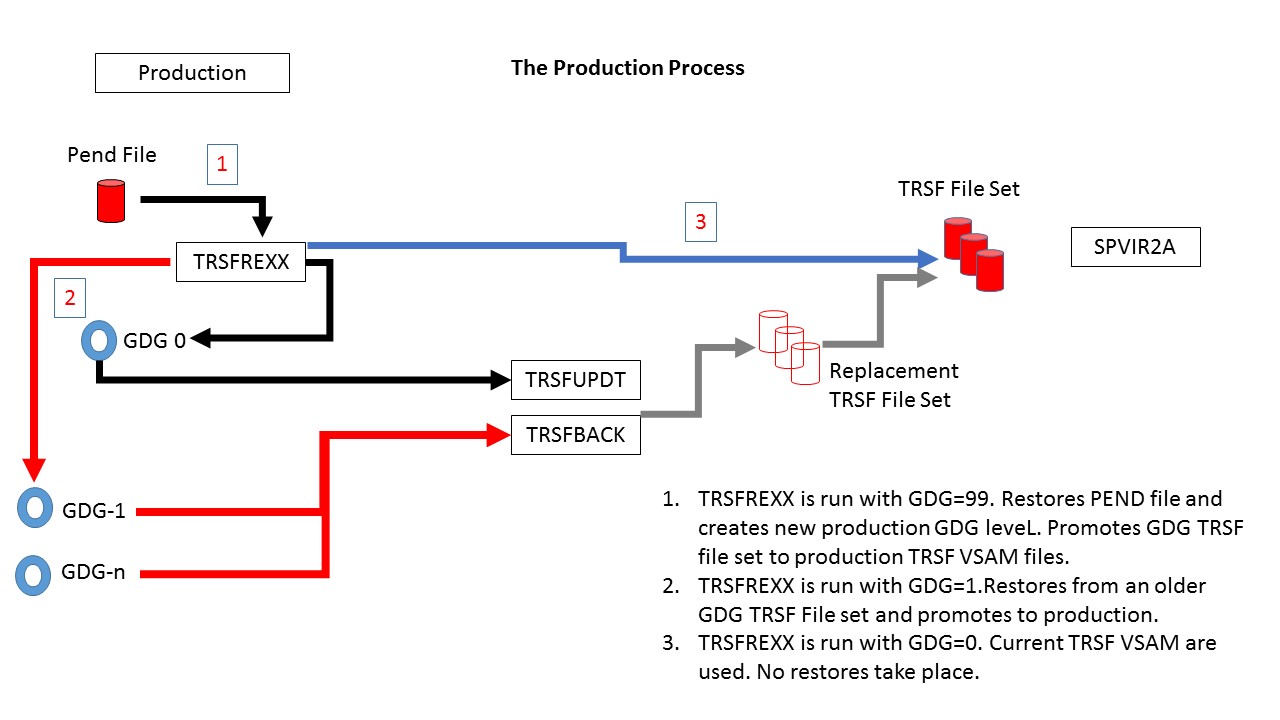 Production
The Production Process
Pend File
1
TRSF File Set
3
SPVIR2A
TRSFREXX
2
GDG 0
TRSFUPDT
Replacement
TRSF File Set
TRSFBACK
GDG-1
GDG-n
1. TRSFREXX is run with GDG=99. Restores PEND file and
creates new production GDG leveL. Promotes GDG TRSF
file set to production TRSF VSAM files.
2. TRSFREXX is run with GDG=1.Restores from an older
GDG TRSF File set and promotes to production.
3. TRSFREXX is run with GDG=0. Current TRSF VSAM are
used. No restores take place.